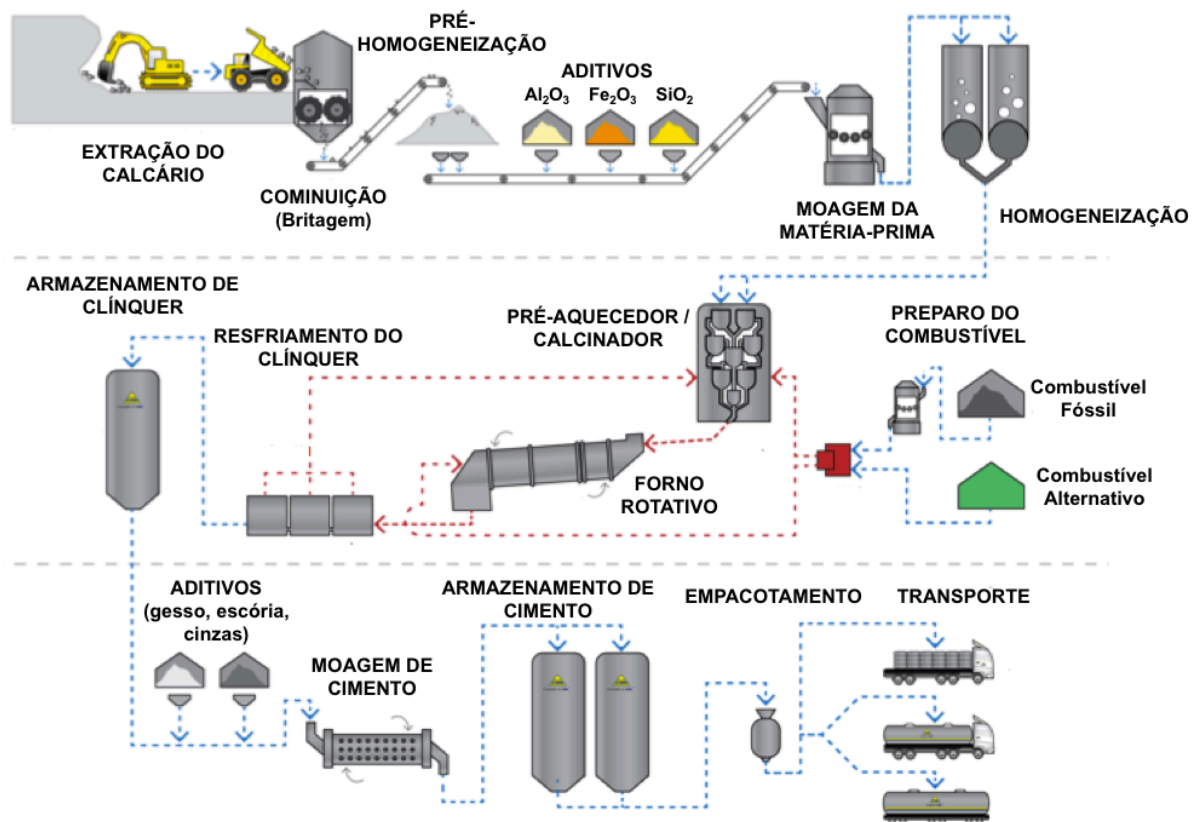 PRÉ-
HOMOGENEIZAÇÃO
ADITIVOS
Al₂O₃ Fe₂O₃ SiO₂
EXTRAÇÃO DO
CALCÁRIO
COMINUIÇÃO
(Britagem)
MOAGEM DA
MATÉRIA-PRIMA
HOMOGENEIZAÇÃO
ARMAZENAMENTO DE
CLÍNQUER
RESFRIAMENTO DO
CLÍNQUER
PRÉ-AQUECEDOR /
CALCINADOR
PREPARO DO
COMBUSTÍVEL
Combustível
Fóssil
FORNO
ROTATIVO
Combustível
Alternativo
ADITIVOS
(gesso, escória,
cinzas)
MOAGEM DE
CIMENTO
ARMAZENAMENTO DE
CIMENTO
EMPACOTAMENTO
TRANSPORTE